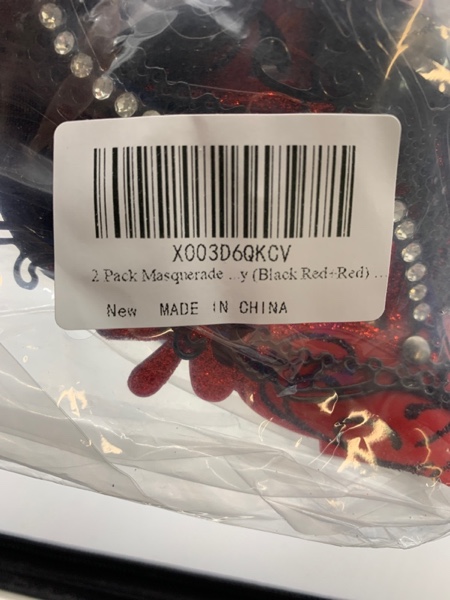 X003D6QKCV
2 Pack Masquerade ...y (Black Red+Red) ...
New MADE IN CHINA